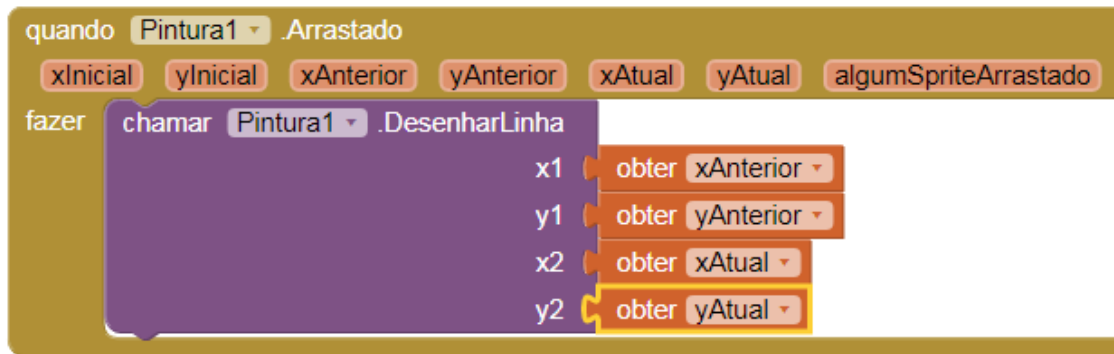 quando Pintura1 .Arrastado
xInicial yInicial xAnterior yAnterior xAtual yAtual algumSpriteArrastado
fazer chamar Pintura1 .DesenharLinha
x1 obter xAnterior
y1 obter yAnterior
x2 obter xAtual
y2 obter yAtual